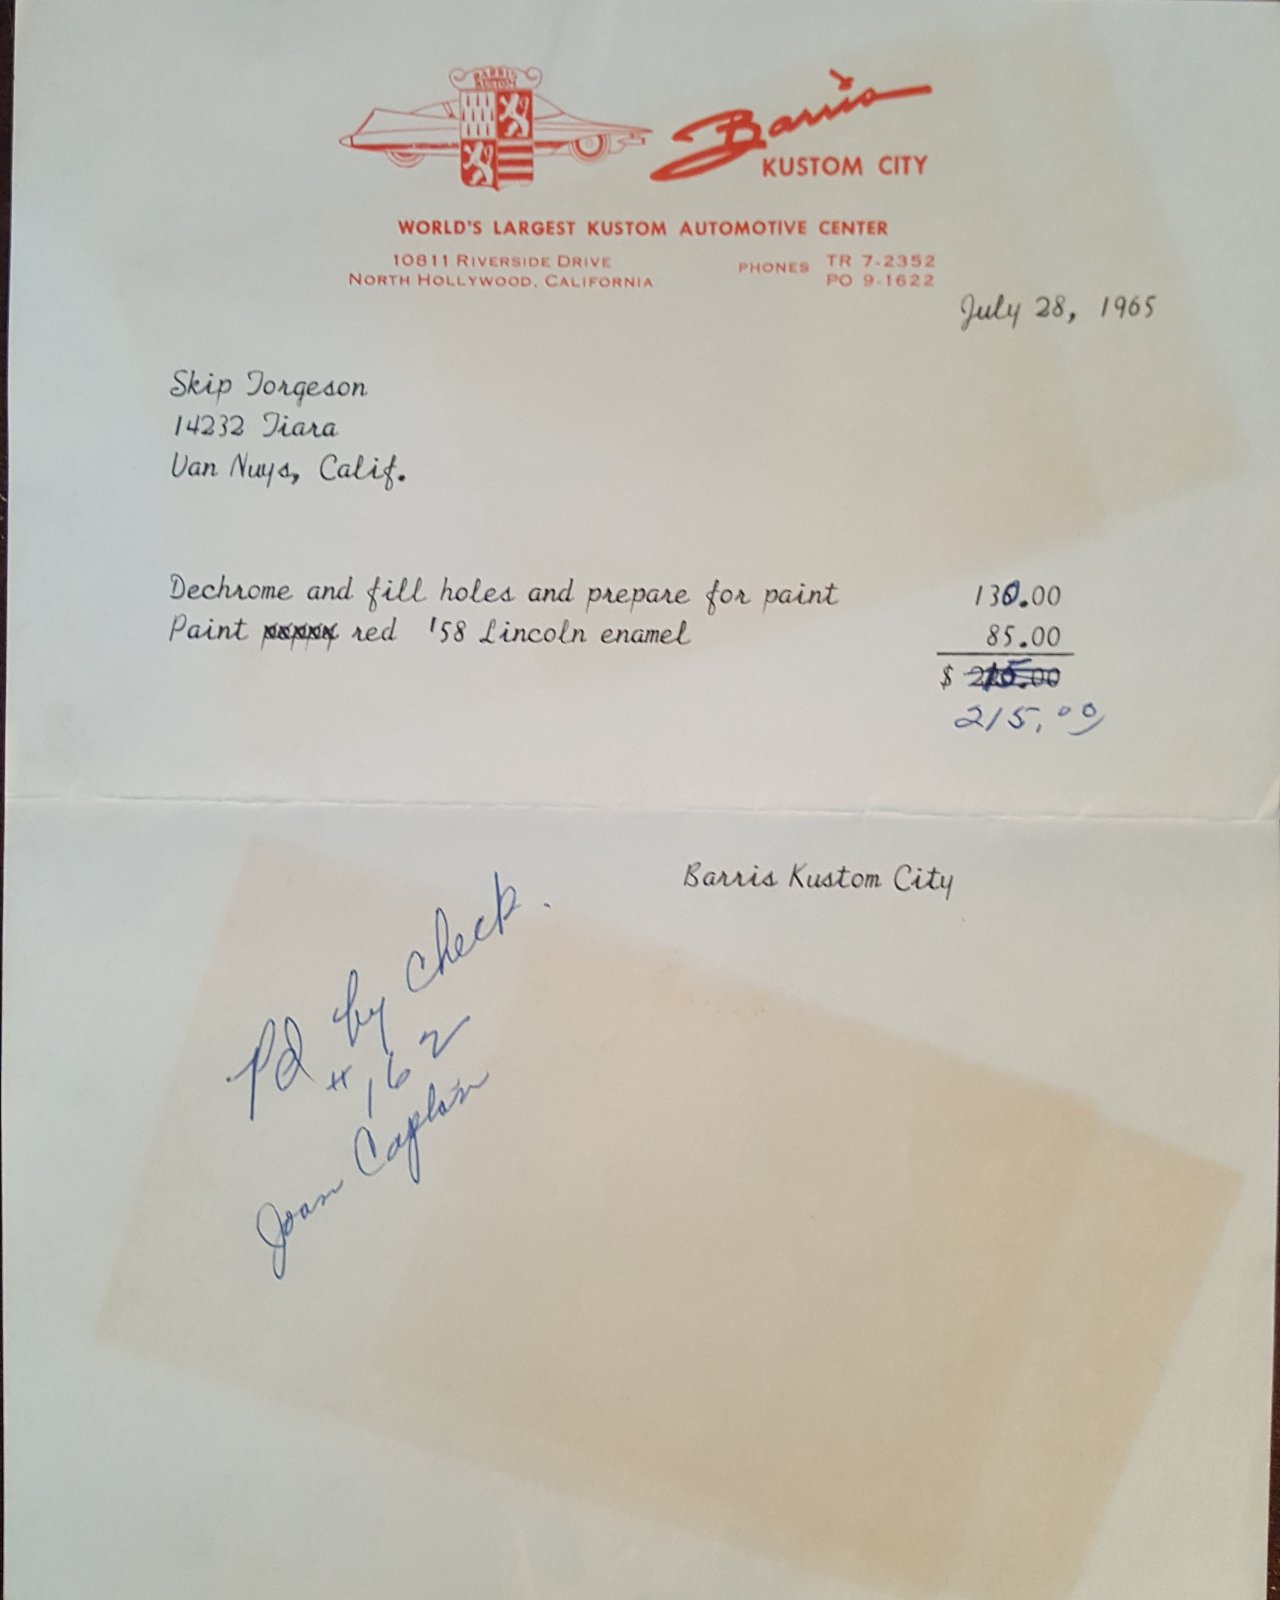 BARRIS
KUSTOM
Barris
KUSTOM CITY
WORLD'S LARGEST KUSTOM AUTOMOTIVE CENTER
10811 RIVERSIDE DRIVE
NORTH HOLLYWOOD, CALIFORNIA
PHONES TR 7-2352
PO 9-1622
July 28, 1965
Skip Torgeson
14232 Tiara
Van Nuys, Calif.
Dechrome and fill holes and prepare for paint 130.00
Paint red '58 Lincoln enamel 85.00
$
215.00
Barris Kustom City
Pd by check.
#162
Joan Caplan